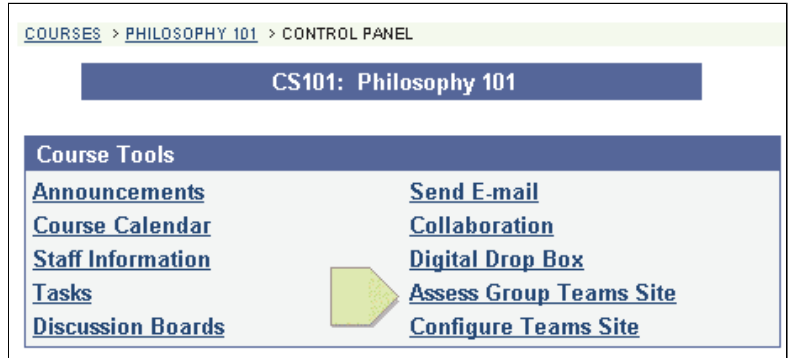 COURSES > PHILOSOPHY 101 > CONTROL PANEL
CS101: Philosophy 101
Course Tools
Announcements
Course Calendar
Staff Information
Tasks
Discussion Boards
Send E-mail
Collaboration
Digital Drop Box
Assess Group Teams Site
Configure Teams Site